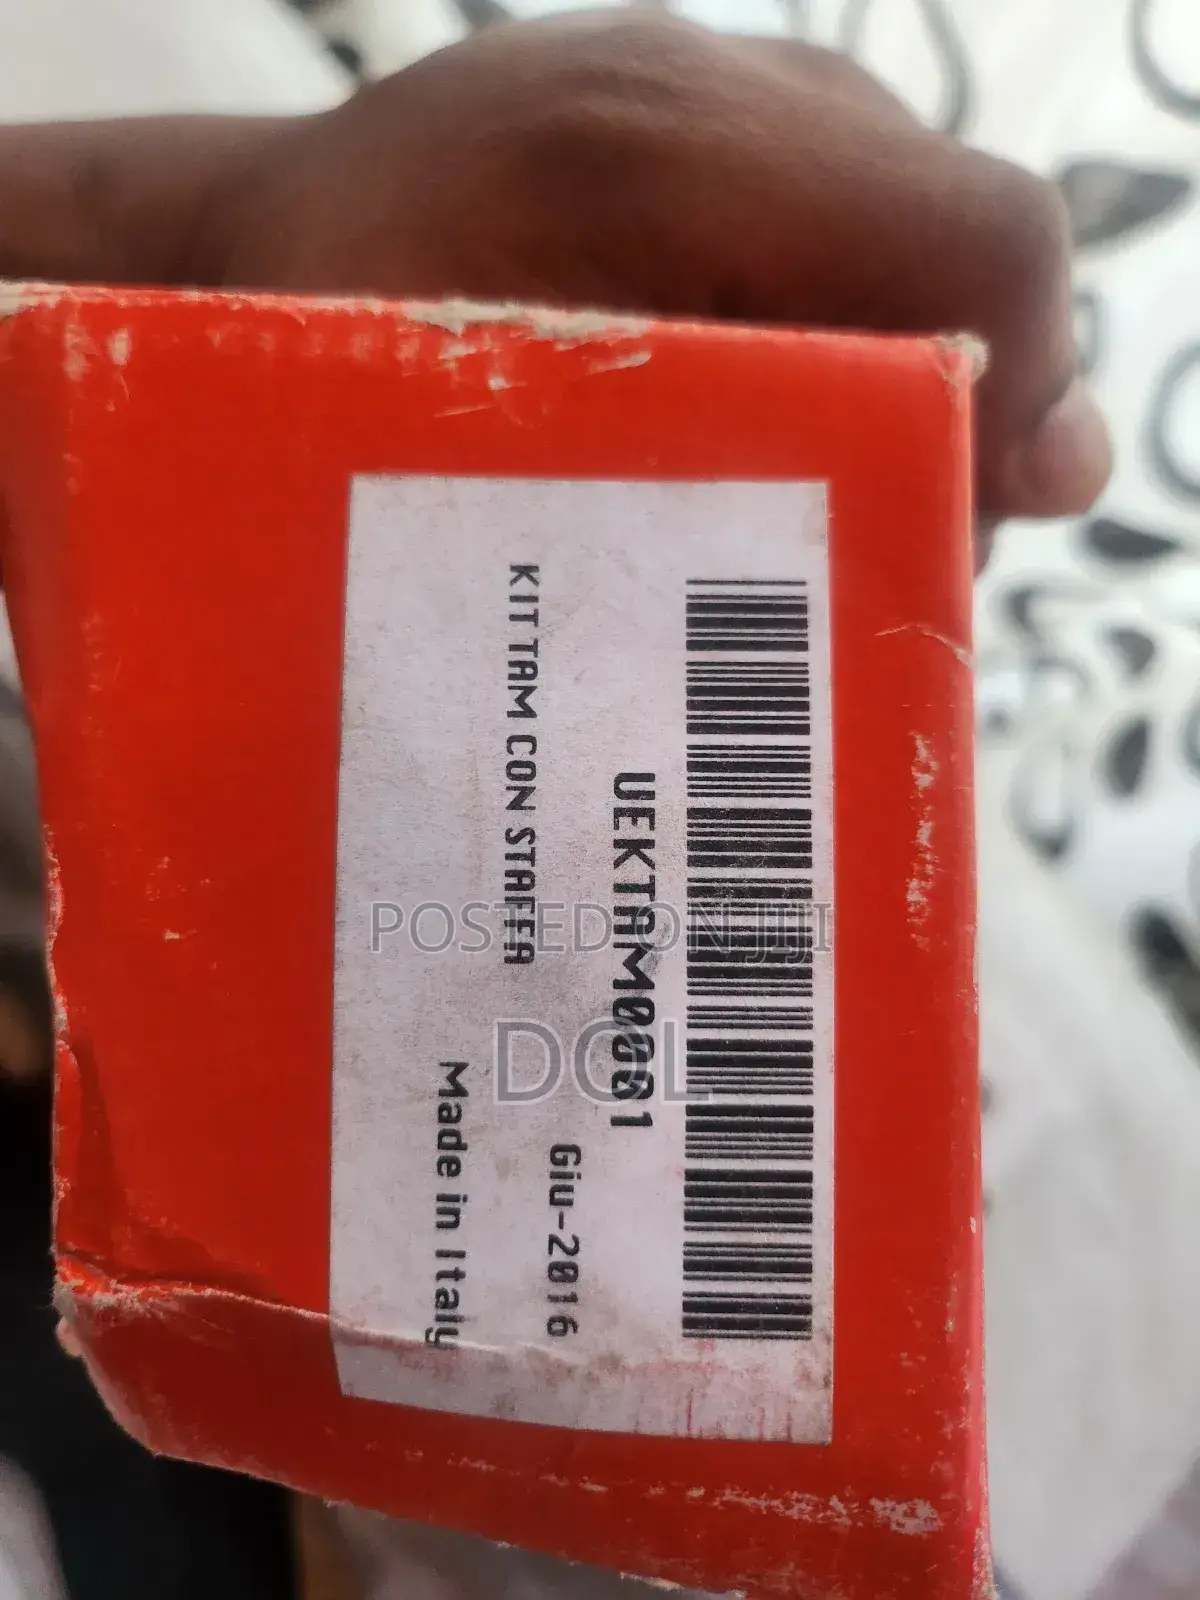 UEKTAM0001
Giu-2016
KIT TAM CON STAFFA
Made in Italy
POSTED ON JIJI
DOL